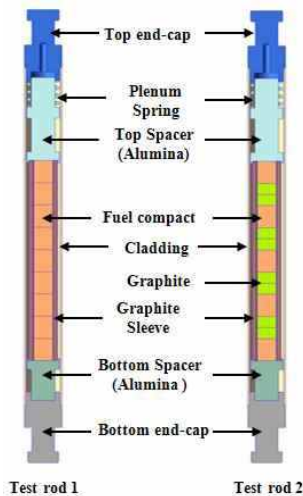 Top end-cap
Plenum
Spring
Top Spacer
(Alumina)
Fuel compact
Cladding
Graphite
Graphite
Sleeve
Bottom Spacer
(Alumina )
Bottom end-cap
Test rod 1
Test rod 2